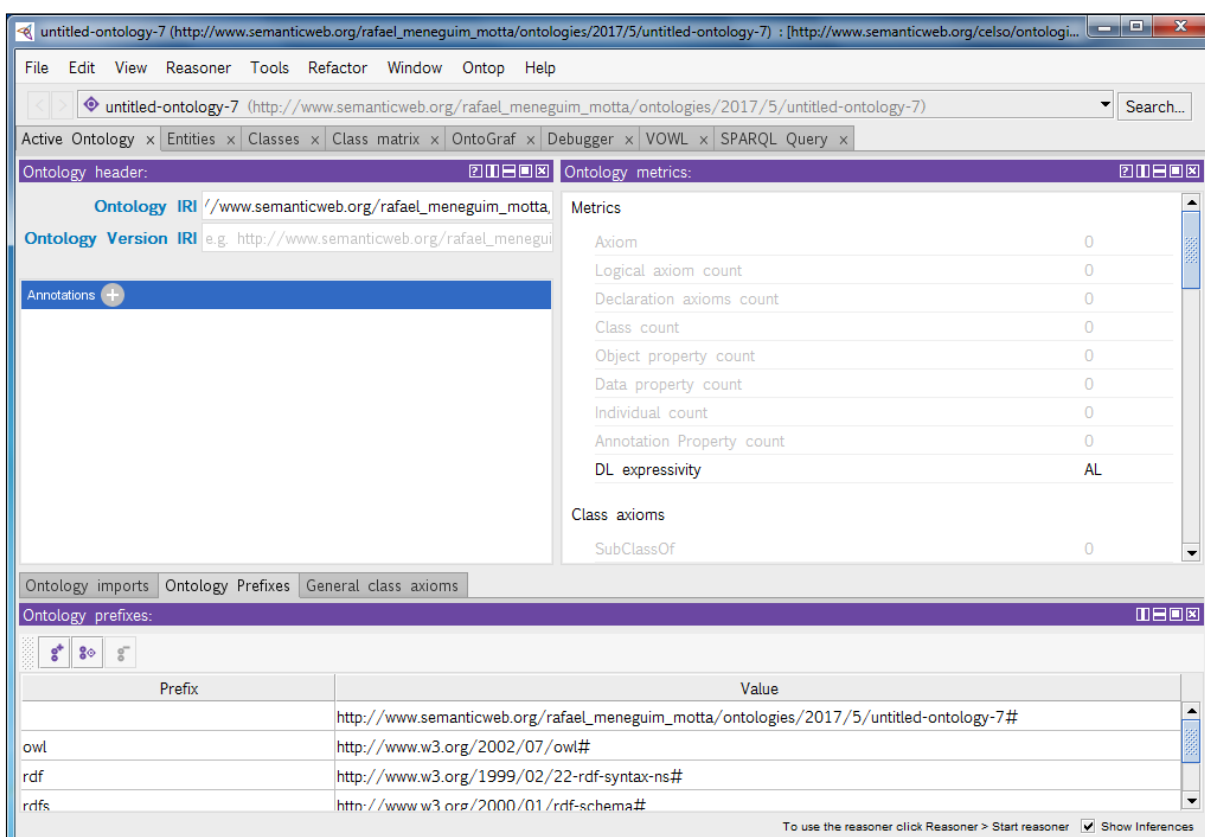 untitled-ontology-7 (http://www.semanticweb.org/rafael_meneguim_motta/ontologies/2017/5/untitled-ontology-7) : [http://www.semanticweb.org/celso/ontologi...
File Edit View Reasoner Tools Refactor Window Ontop Help
untitled-ontology-7 (http://www.semanticweb.org/rafael_meneguim_motta/ontologies/2017/5/untitled-ontology-7) Search...
Active Ontology x Entities x Classes x Class matrix x OntoGraf x Debugger x VOWL x SPARQL Query x
Ontology header:
Ontology IRI //www.semanticweb.org/rafael_meneguim_motta,
Ontology Version IRI e.g. http://www.semanticweb.org/rafael_menegui
Annotations +
Ontology metrics:
Metrics
Axiom 0
Logical axiom count 0
Declaration axioms count 0
Class count 0
Object property count 0
Data property count 0
Individual count 0
Annotation Property count 0
DL expressivity AL
Class axioms
SubClassOf 0
Ontology imports Ontology Prefixes General class axioms
Ontology prefixes:
Prefix Value
http://www.semanticweb.org/rafael_meneguim_motta/ontologies/2017/5/untitled-ontology-7#
owl http://www.w3.org/2002/07/owl#
rdf http://www.w3.org/1999/02/22-rdf-syntax-ns#
rdfs http://www.w3.org/2000/01/rdf-schema#
To use the reasoner click Reasoner > Start reasoner Show Inferences